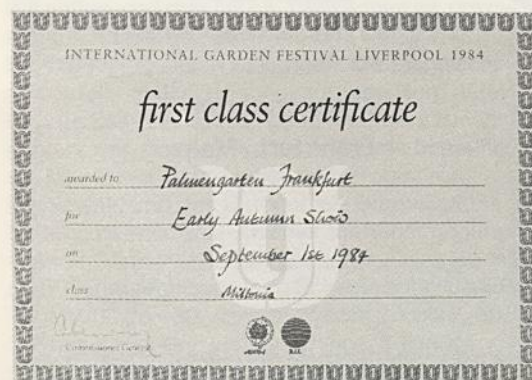 INTERNATIONAL GARDEN FESTIVAL LIVERPOOL 1984
first class certificate
awarded to Palmengarten Frankfurt
for Early Autumn Show
on September 1st 1984
class Miltonia
Commissioner General